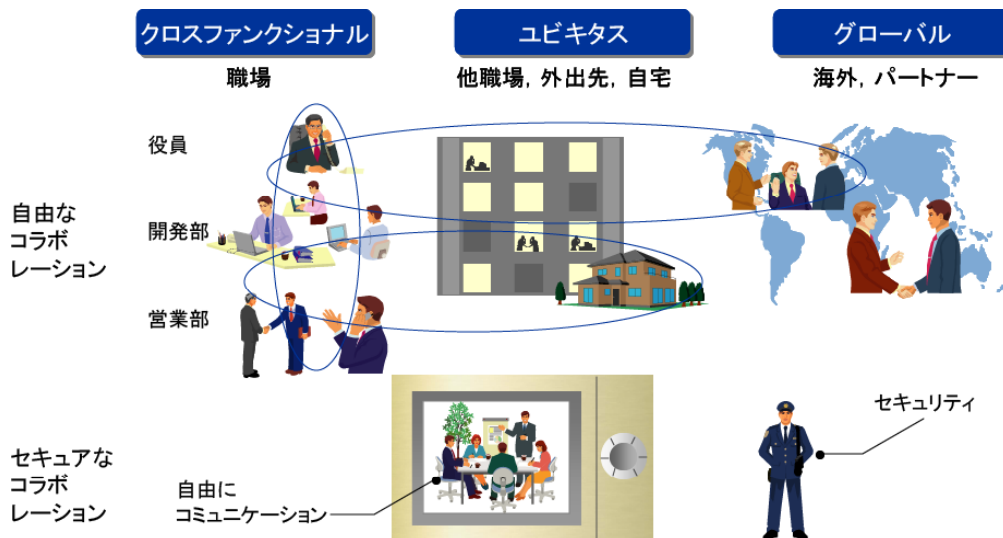 クロスファンクショナル
ユビキタス
グローバル
職場
他職場, 外出先, 自宅
海外, パートナー
役員
自由な
コラボ
レーション
開発部
営業部
セキュリティ
セキュアな
コラボ
レーション
自由に
コミュニケーション